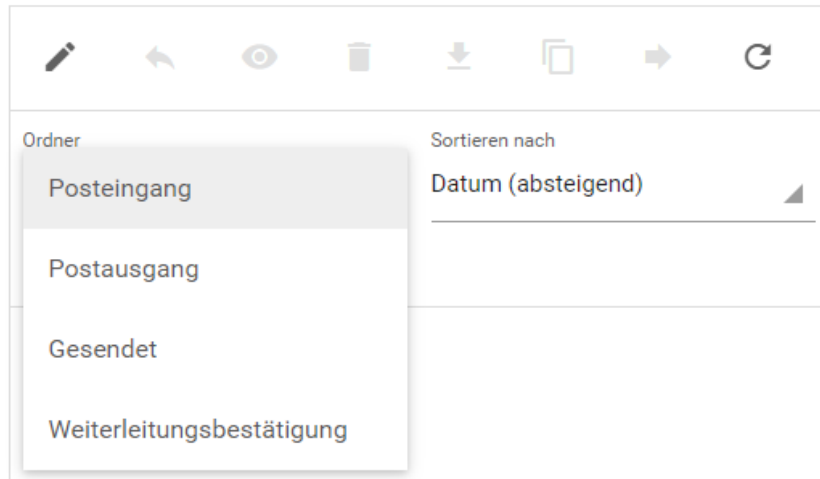 Ordner
Sortieren nach
Posteingang
Datum (absteigend)
Postausgang
Gesendet
Weiterleitungsbestätigung